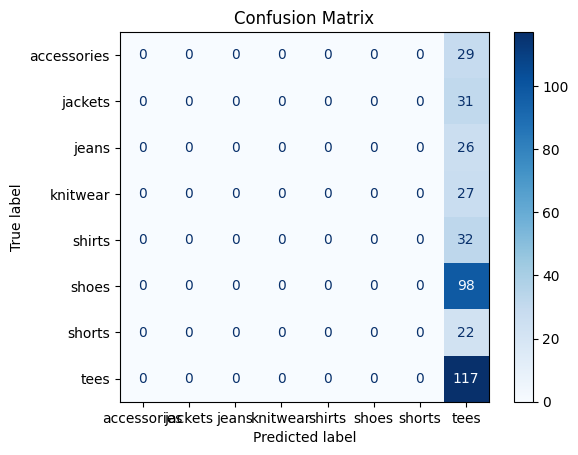 Confusion Matrix
accessories 0 0 0 0 0 0 0 29
jackets 0 0 0 0 0 0 0 31
jeans 0 0 0 0 0 0 0 26
knitwear 0 0 0 0 0 0 0 27
shirts 0 0 0 0 0 0 0 32
shoes 0 0 0 0 0 0 0 98
shorts 0 0 0 0 0 0 0 22
tees 0 0 0 0 0 0 0 117
accessories jackets jeans knitwear shirts shoes shorts tees
Predicted label
True label
100
80
60
40
20
0